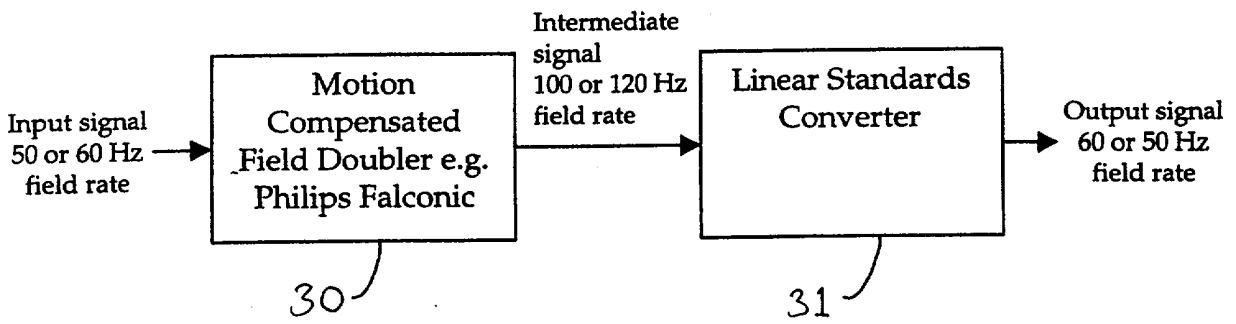 Input signal
50 or 60 Hz
field rate
Motion
Compensated
Field Doubler e.g.
Philips Falconic
30
Intermediate
signal
100 or 120 Hz
field rate
Linear Standards
Converter
31
Output signal
60 or 50 Hz
field rate